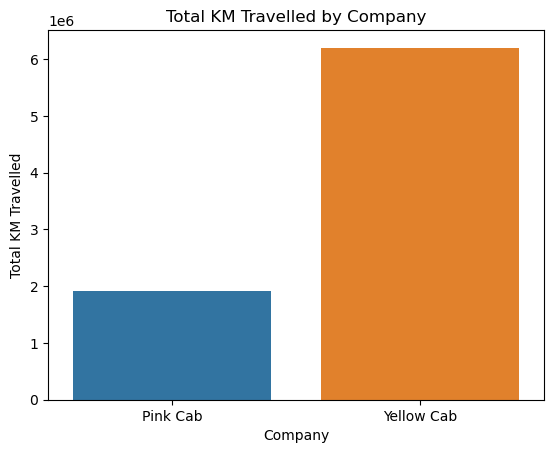 Total KM Travelled by Company
1e6
6
5
4
3
2
1
0
Total KM Travelled
Pink Cab
Yellow Cab
Company